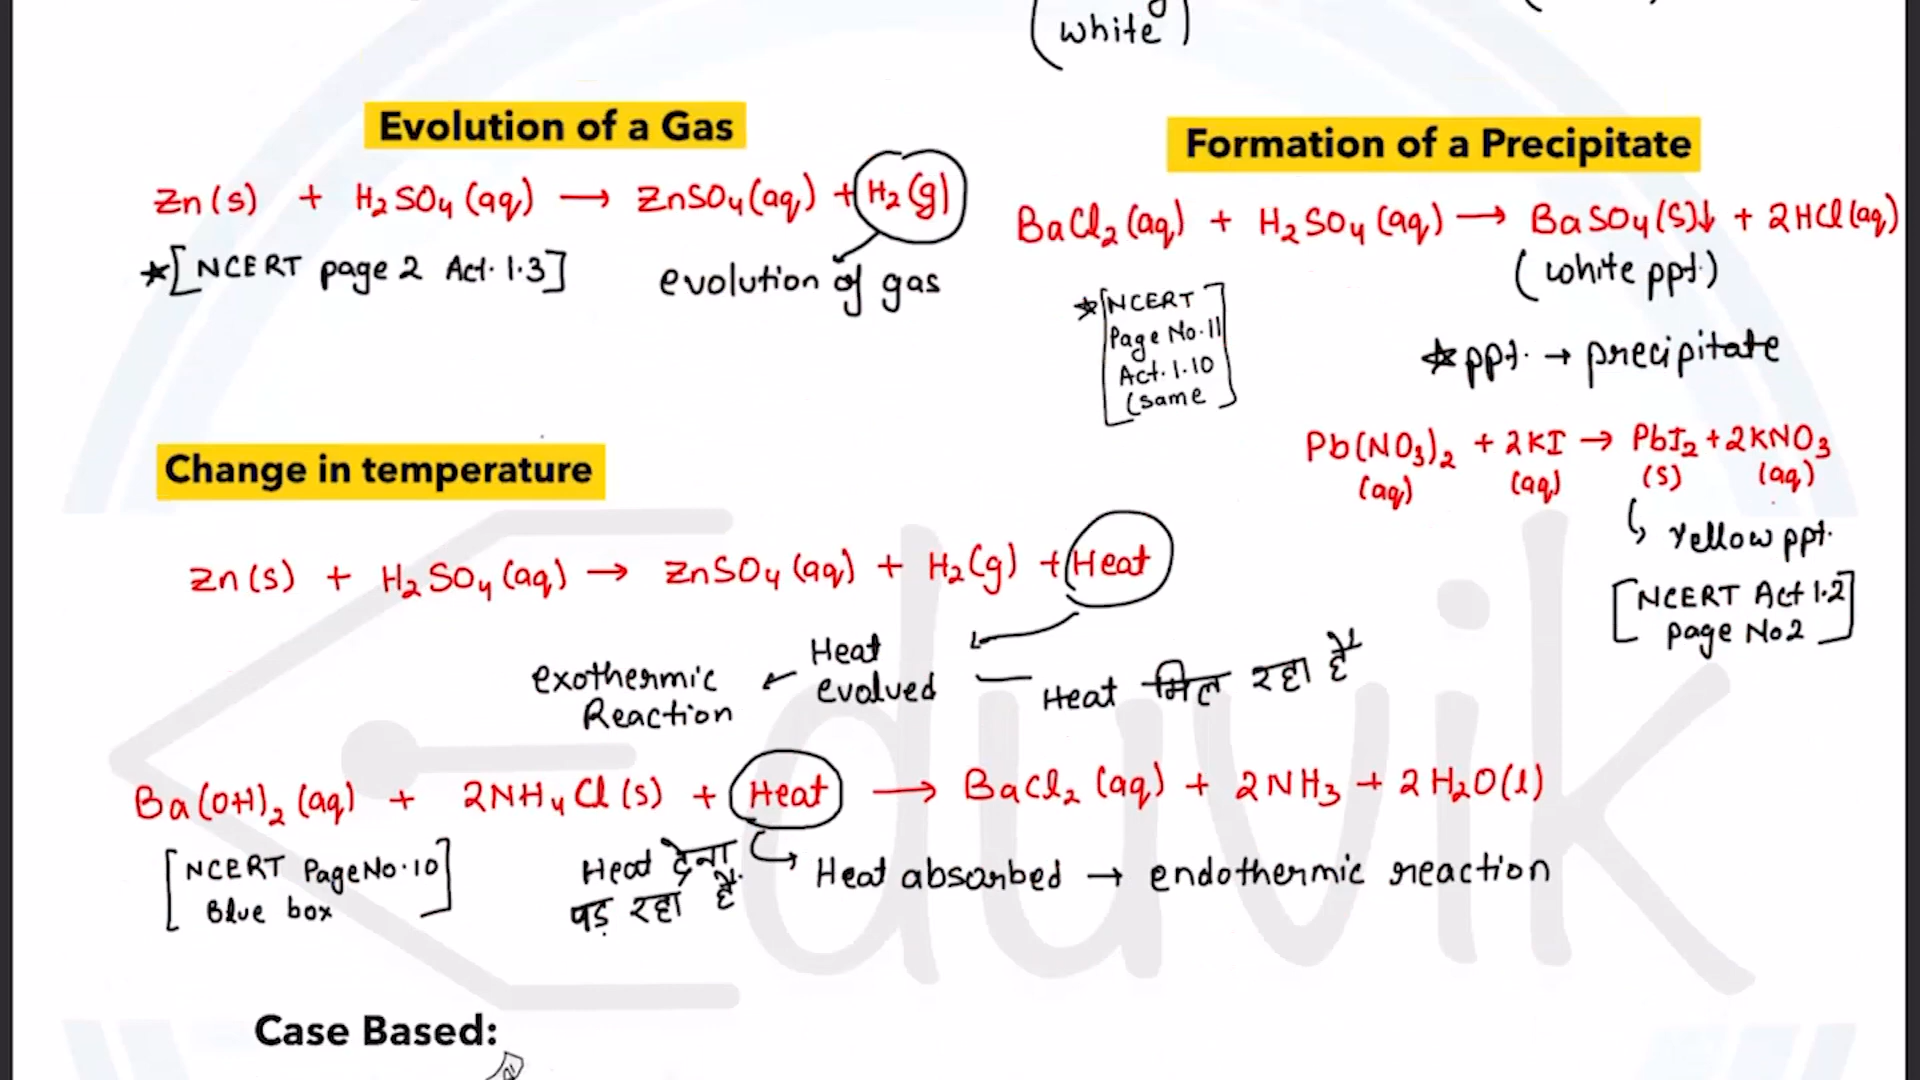 (white)
Evolution of a Gas
Zn(s) + H₂SO₄(aq) → ZnSO₄(aq) + H₂(g)
★[NCERT page 2 Act. 1.3]
evolution of gas
Formation of a Precipitate
BaCl₂(aq) + H₂SO₄(aq) → BaSO₄(s)↓ + 2HCl(aq)
(white ppt.)
★[NCERT
Page No.11
Act. 1.10
(same]
★ppt. → precipitate
Pb(NO₃)₂ + 2KI → PbI₂ + 2KNO₃
(aq) (aq) (s) (aq)
↳ Yellow ppt.
[NCERT Act 1.2
page No 2]
Change in temperature
Zn(s) + H₂SO₄(aq) → ZnSO₄(aq) + H₂(g) + Heat
exothermic
Reaction
← Heat
evolved
— Heat मिल रहा है
Ba(OH)₂(aq) + 2NH₄Cl(s) + Heat → BaCl₂(aq) + 2NH₃ + 2H₂O(l)
[NCERT Page No.10
Blue box]
Heat देना
पड़ रहा है.
↳ Heat absorbed → endothermic reaction
Eduvik
Case Based: